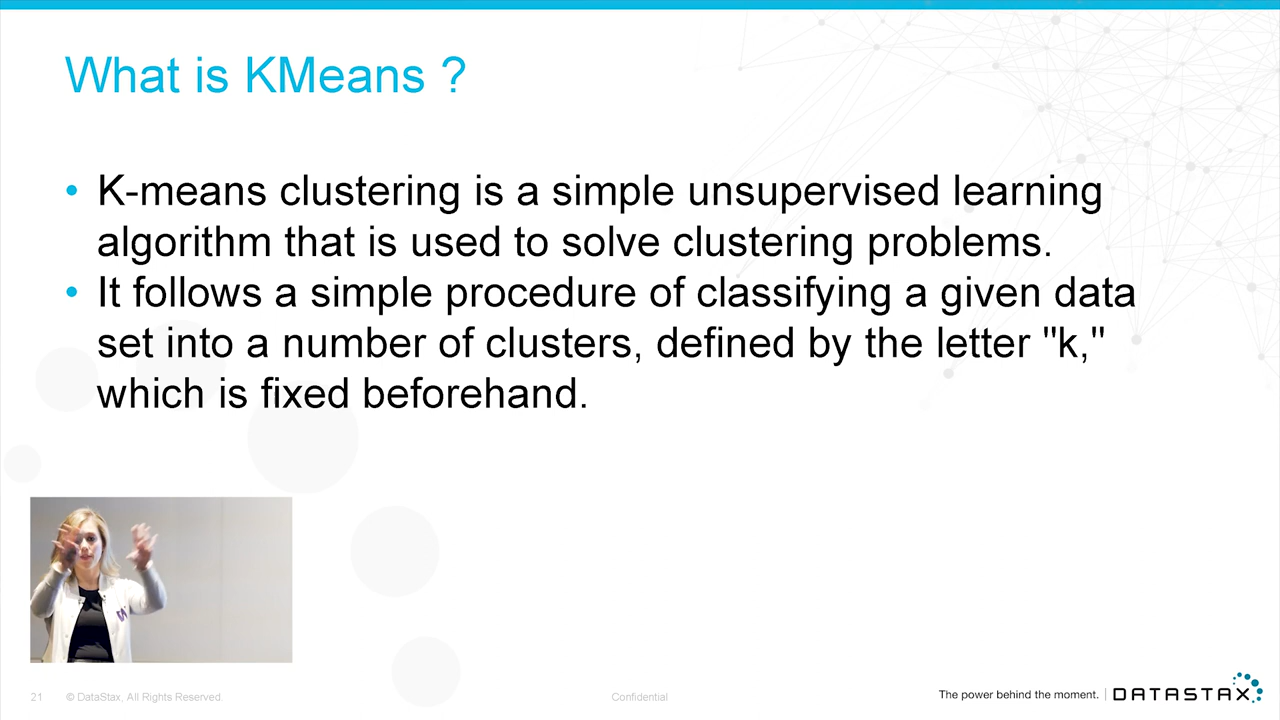 What is KMeans ?
• K-means clustering is a simple unsupervised learning
algorithm that is used to solve clustering problems.
• It follows a simple procedure of classifying a given data
set into a number of clusters, defined by the letter "k,"
which is fixed beforehand.
W
21 © DataStax, All Rights Reserved. Confidential The power behind the moment. | DATASTAX